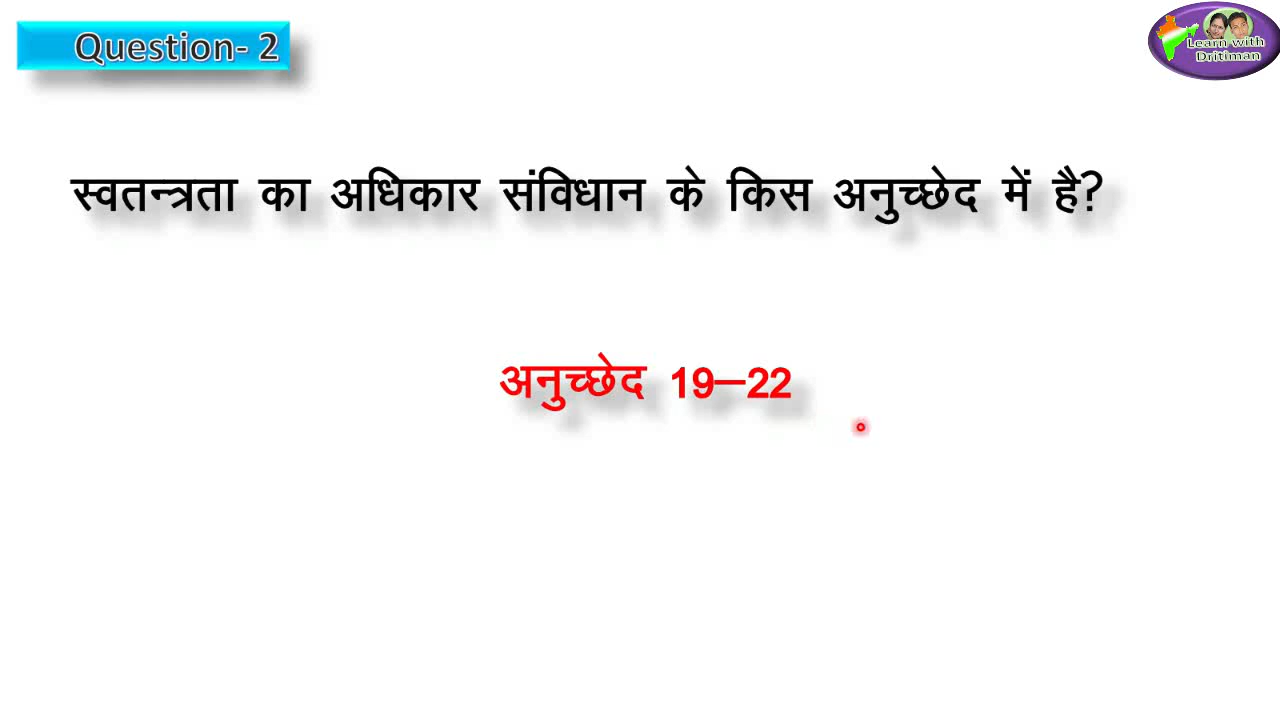 Question- 2
Learn with
Dritiman
स्वतन्त्रता का अधिकार संविधान के किस अनुच्छेद में है?
अनुच्छेद 19–22